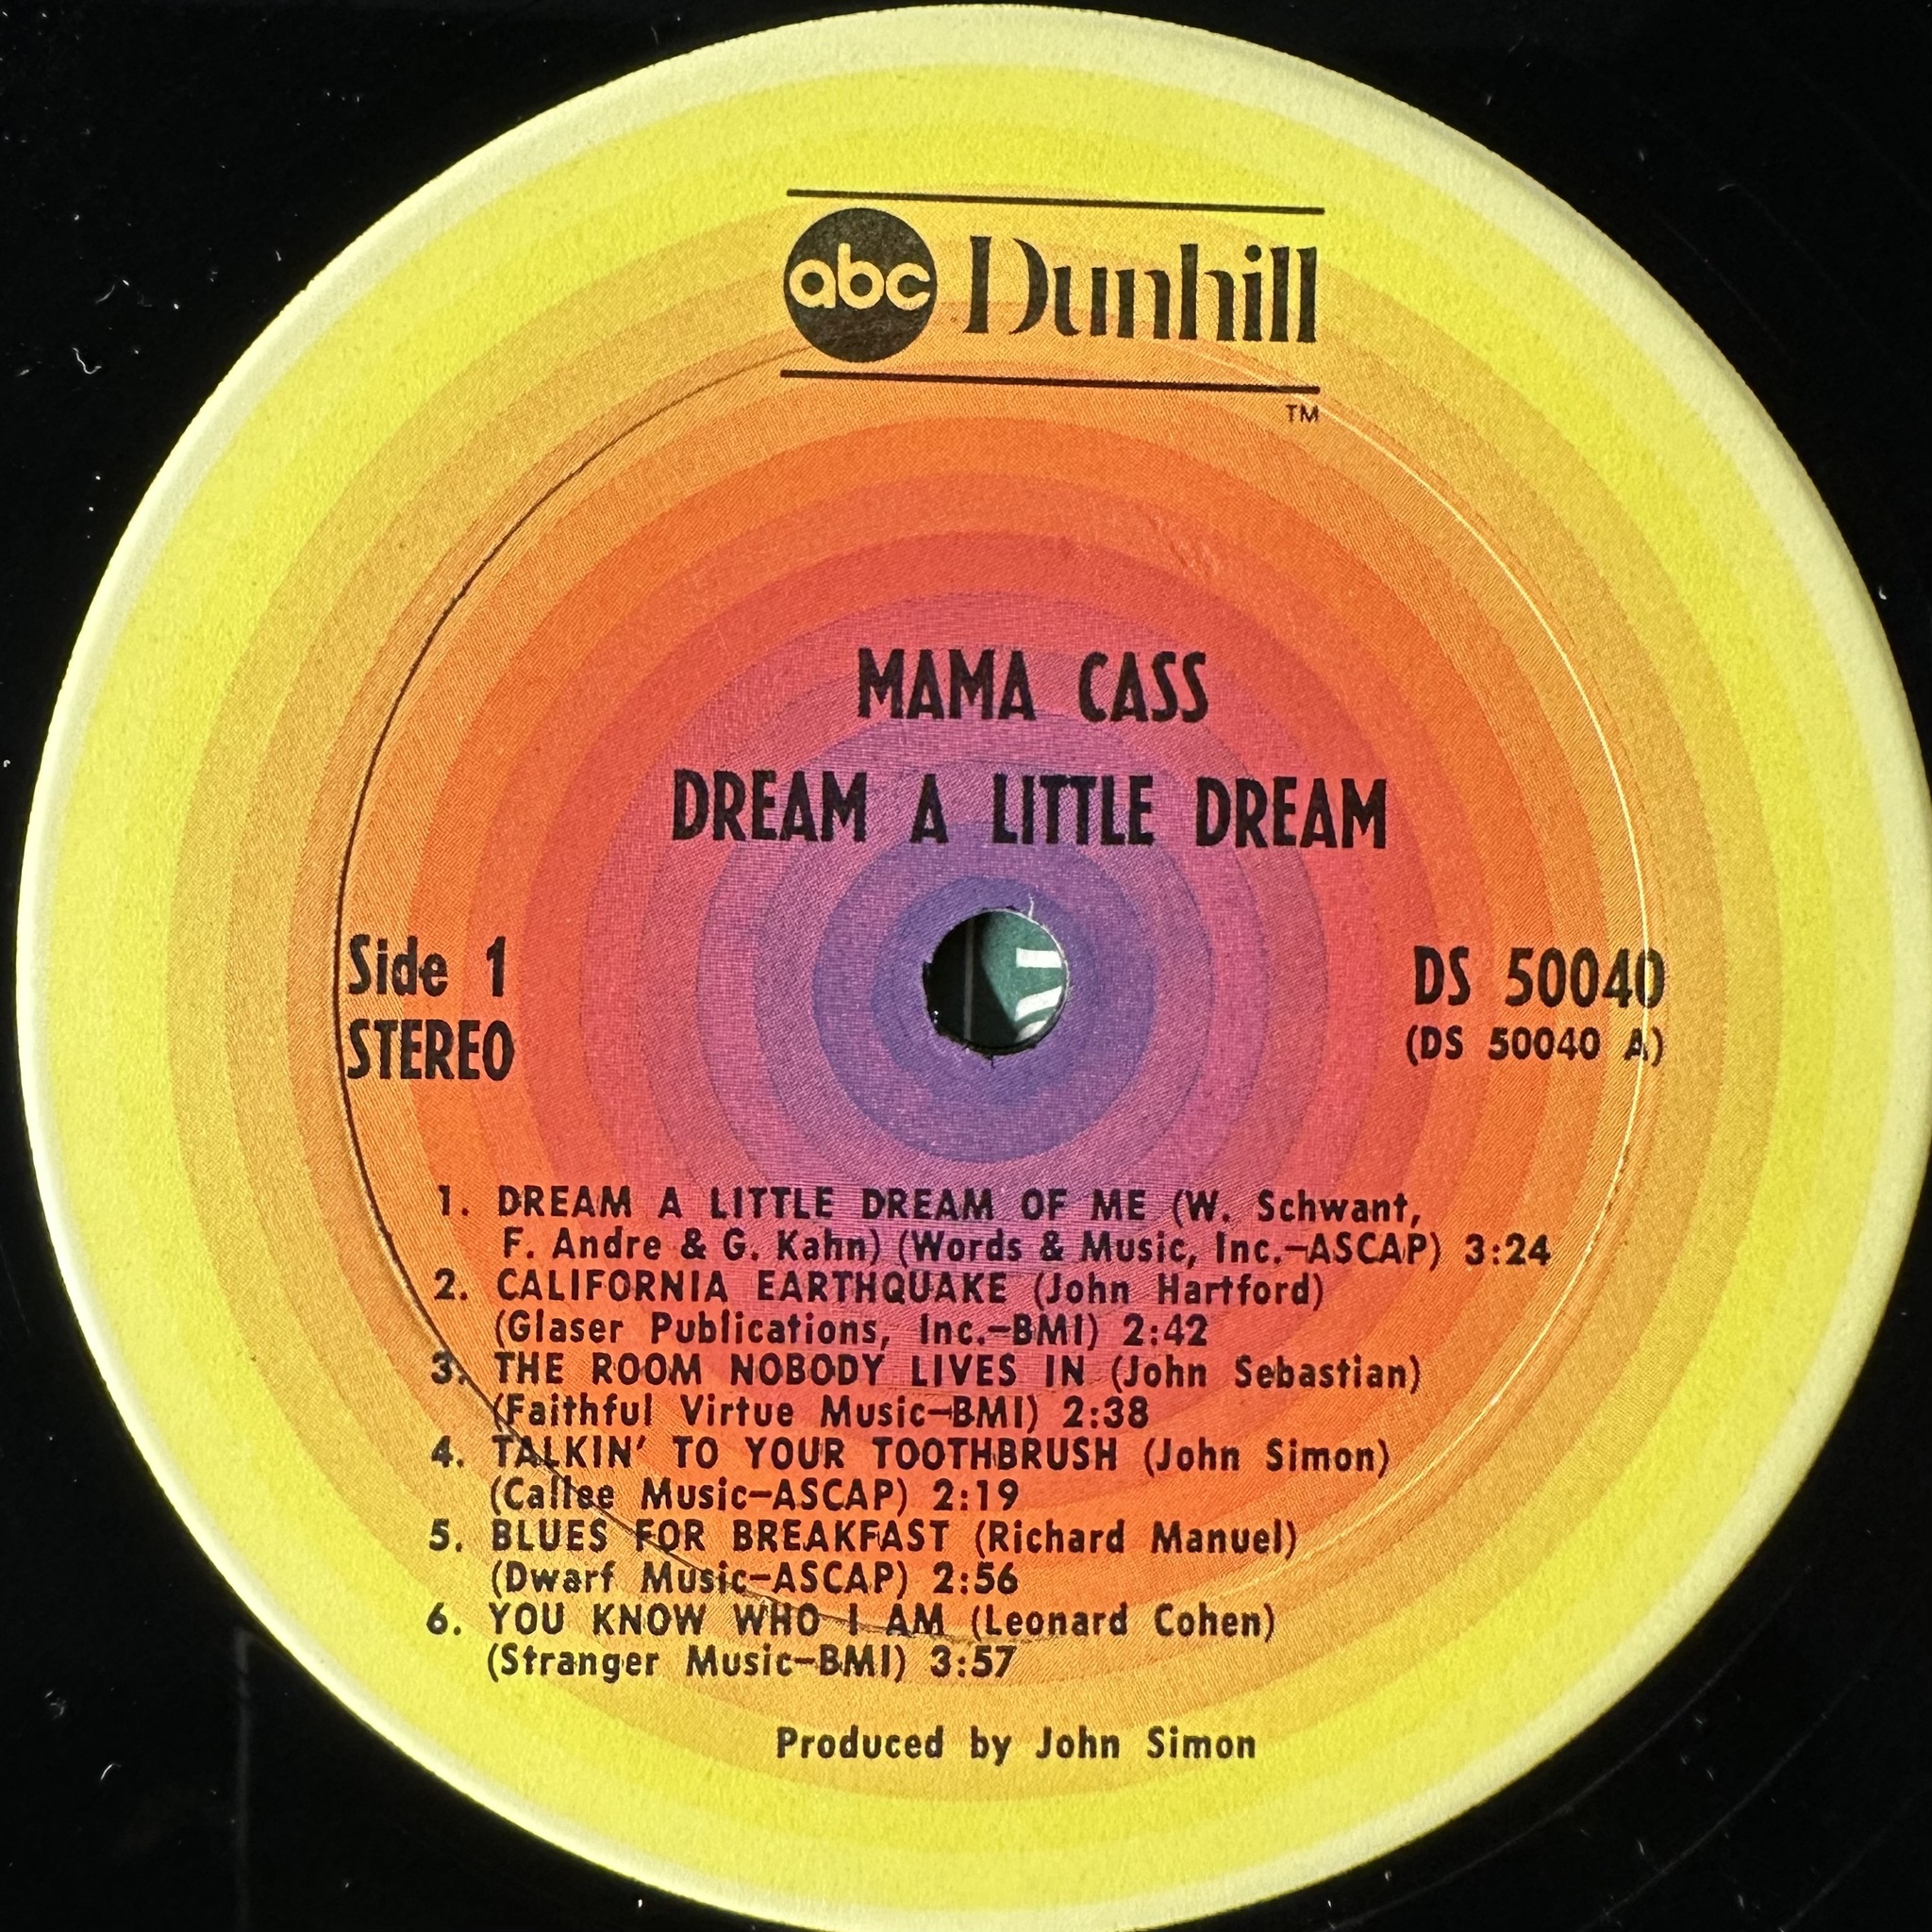 abc Dunhill
TM
MAMA CASS
DREAM A LITTLE DREAM
Side 1
STEREO
DS 50040
(DS 50040 A)
1. DREAM A LITTLE DREAM OF ME (W. Schwant,
F. Andre & G. Kahn) (Words & Music, Inc.–ASCAP) 3:24
2. CALIFORNIA EARTHQUAKE (John Hartford)
(Glaser Publications, Inc.–BMI) 2:42
3. THE ROOM NOBODY LIVES IN (John Sebastian)
(Faithful Virtue Music–BMI) 2:38
4. TALKIN' TO YOUR TOOTHBRUSH (John Simon)
(Callee Music–ASCAP) 2:19
5. BLUES FOR BREAKFAST (Richard Manuel)
(Dwarf Music–ASCAP) 2:56
6. YOU KNOW WHO I AM (Leonard Cohen)
(Stranger Music–BMI) 3:57
Produced by John Simon